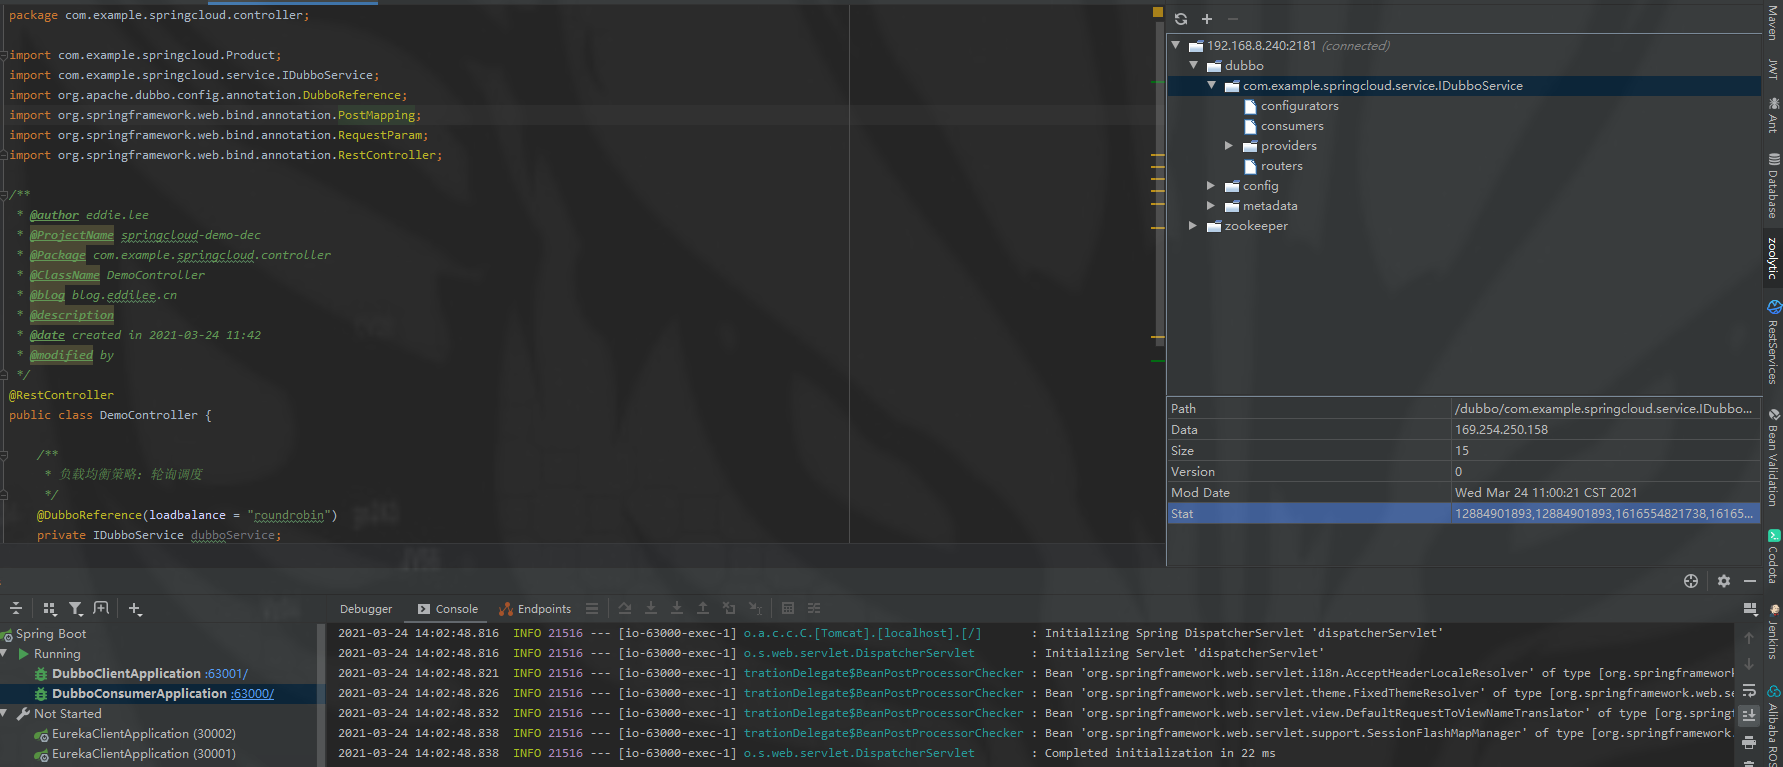 package com.example.springcloud.controller;
import com.example.springcloud.Product;
import com.example.springcloud.service.IDubboService;
import org.apache.dubbo.config.annotation.DubboReference;
import org.springframework.web.bind.annotation.PostMapping;
import org.springframework.web.bind.annotation.RequestParam;
import org.springframework.web.bind.annotation.RestController;
/**
* @author eddie.lee
* @ProjectName springcloud-demo-dec
* @Package com.example.springcloud.controller
* @ClassName DemoController
* @blog blog.eddilee.cn
* @description
* @date created in 2021-03-24 11:42
* @modified by
*/
@RestController
public class DemoController {
/**
* 负载均衡策略: 轮询调度
*/
@DubboReference(loadbalance = "roundrobin")
private IDubboService dubboService;
192.168.8.240:2181 (connected)
dubbo
com.example.springcloud.service.IDubboService
configurators
consumers
providers
routers
config
metadata
zookeeper
Path /dubbo/com.example.springcloud.service.IDubbo...
Data 169.254.250.158
Size 15
Version 0
Mod Date Wed Mar 24 11:00:21 CST 2021
Stat 12884901893,12884901893,1616554821738,16165...
Maven
JWT
Ant
Database
zoolytic
RestServices
Bean Validation
Codota
Jenkins
Alibaba ROS
Debugger Console Endpoints
Spring Boot
Running
DubboClientApplication :63001/
DubboConsumerApplication :63000/
Not Started
EurekaClientApplication (30002)
EurekaClientApplication (30001)
2021-03-24 14:02:48.816 INFO 21516 --- [io-63000-exec-1] o.a.c.c.C.[Tomcat].[localhost].[/] : Initializing Spring DispatcherServlet 'dispatcherServlet'
2021-03-24 14:02:48.816 INFO 21516 --- [io-63000-exec-1] o.s.web.servlet.DispatcherServlet : Initializing Servlet 'dispatcherServlet'
2021-03-24 14:02:48.821 INFO 21516 --- [io-63000-exec-1] trationDelegate$BeanPostProcessorChecker : Bean 'org.springframework.web.servlet.i18n.AcceptHeaderLocaleResolver' of type [org.springframework
2021-03-24 14:02:48.826 INFO 21516 --- [io-63000-exec-1] trationDelegate$BeanPostProcessorChecker : Bean 'org.springframework.web.servlet.theme.FixedThemeResolver' of type [org.springframework.web.se
2021-03-24 14:02:48.832 INFO 21516 --- [io-63000-exec-1] trationDelegate$BeanPostProcessorChecker : Bean 'org.springframework.web.servlet.view.DefaultRequestToViewNameTranslator' of type [org.spring
2021-03-24 14:02:48.838 INFO 21516 --- [io-63000-exec-1] trationDelegate$BeanPostProcessorChecker : Bean 'org.springframework.web.servlet.support.SessionFlashMapManager' of type [org.springframework.
2021-03-24 14:02:48.838 INFO 21516 --- [io-63000-exec-1] o.s.web.servlet.DispatcherServlet : Completed initialization in 22 ms